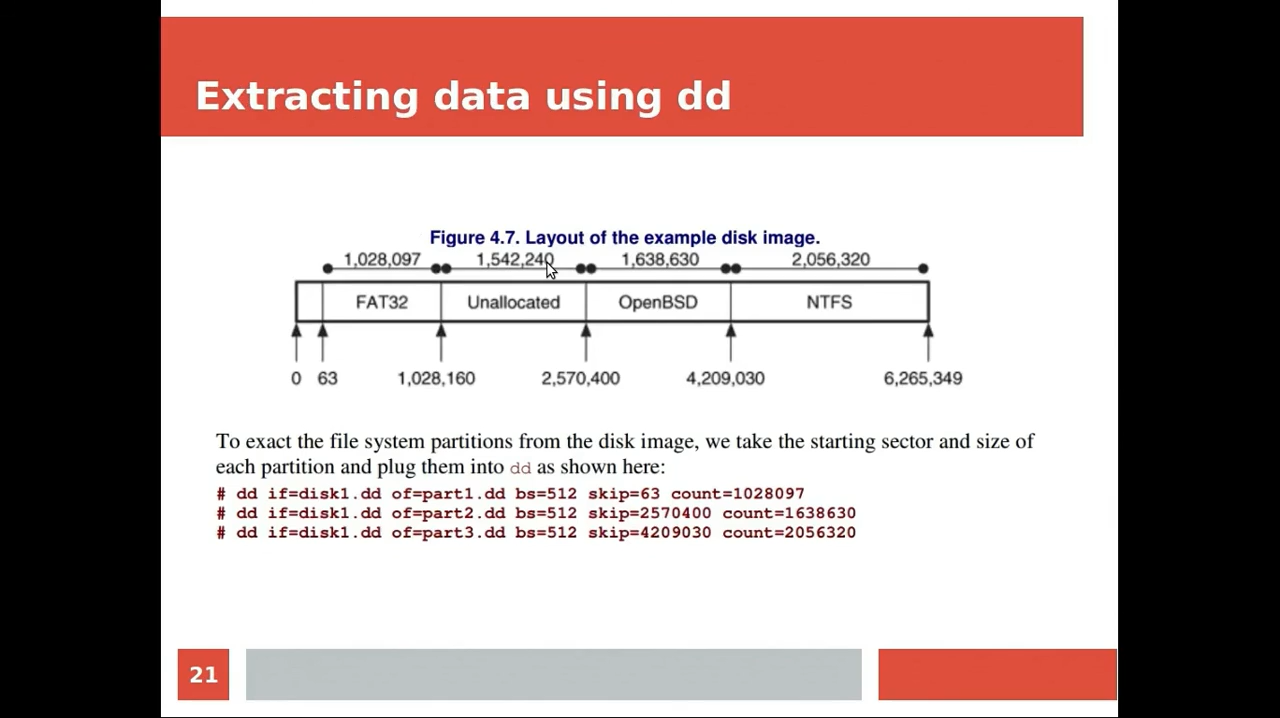 Extracting data using dd
Figure 4.7. Layout of the example disk image.
1,028,097 1,542,240 1,638,630 2,056,320
FAT32 Unallocated OpenBSD NTFS
0 63 1,028,160 2,570,400 4,209,030 6,265,349
To exact the file system partitions from the disk image, we take the starting sector and size of
each partition and plug them into dd as shown here:
# dd if=disk1.dd of=part1.dd bs=512 skip=63 count=1028097
# dd if=disk1.dd of=part2.dd bs=512 skip=2570400 count=1638630
# dd if=disk1.dd of=part3.dd bs=512 skip=4209030 count=2056320
21